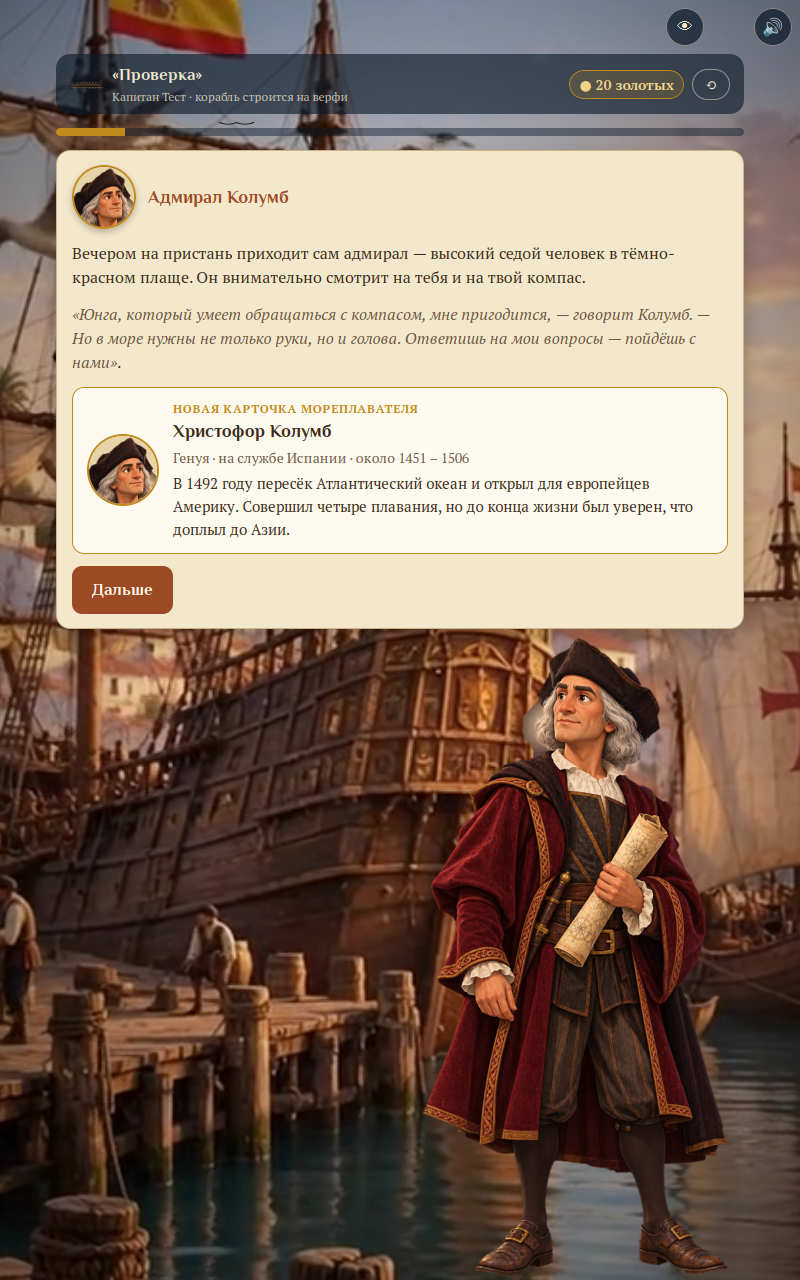 «Проверка»
Капитан Тест · корабль строится на верфи
20 золотых
Адмирал Колумб
Вечером на пристань приходит сам адмирал — высокий седой человек в тёмно-
красном плаще. Он внимательно смотрит на тебя и на твой компас.
«Юнга, который умеет обращаться с компасом, мне пригодится, — говорит Колумб. —
Но в море нужны не только руки, но и голова. Ответишь на мои вопросы — пойдёшь с
нами».
НОВАЯ КАРТОЧКА МОРЕПЛАВАТЕЛЯ
Христофор Колумб
Генуя · на службе Испании · около 1451 – 1506
В 1492 году пересёк Атлантический океан и открыл для европейцев
Америку. Совершил четыре плавания, но до конца жизни был уверен, что
доплыл до Азии.
Дальше